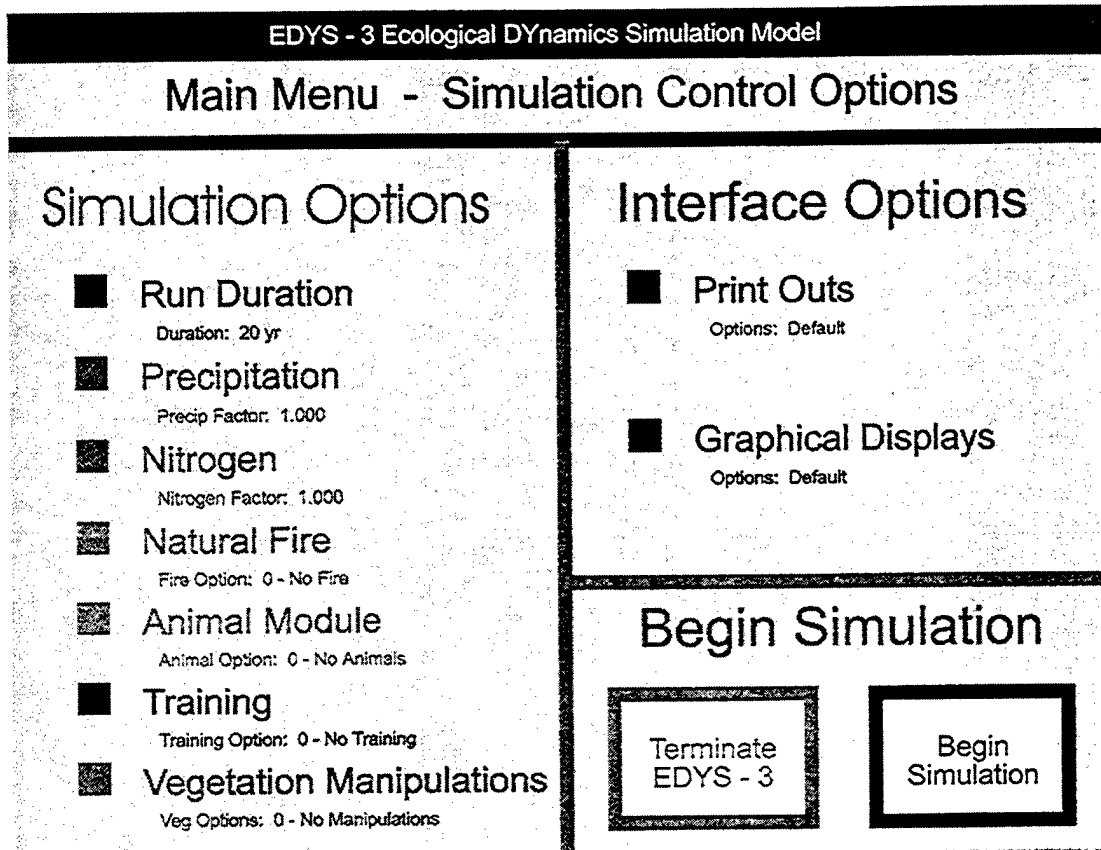 EDYS - 3 Ecological DYnamics Simulation Model
Main Menu - Simulation Control Options
Simulation Options
Run Duration
Duration: 20 yr
Precipitation
Precip Factor: 1.000
Nitrogen
Nitrogen Factor: 1.000
Natural Fire
Fire Option: 0 - No Fire
Animal Module
Animal Option: 0 - No Animals
Training
Training Option: 0 - No Training
Vegetation Manipulations
Veg Options: 0 - No Manipulations
Interface Options
Print Outs
Options: Default
Graphical Displays
Options: Default
Begin Simulation
Terminate
EDYS - 3
Begin
Simulation